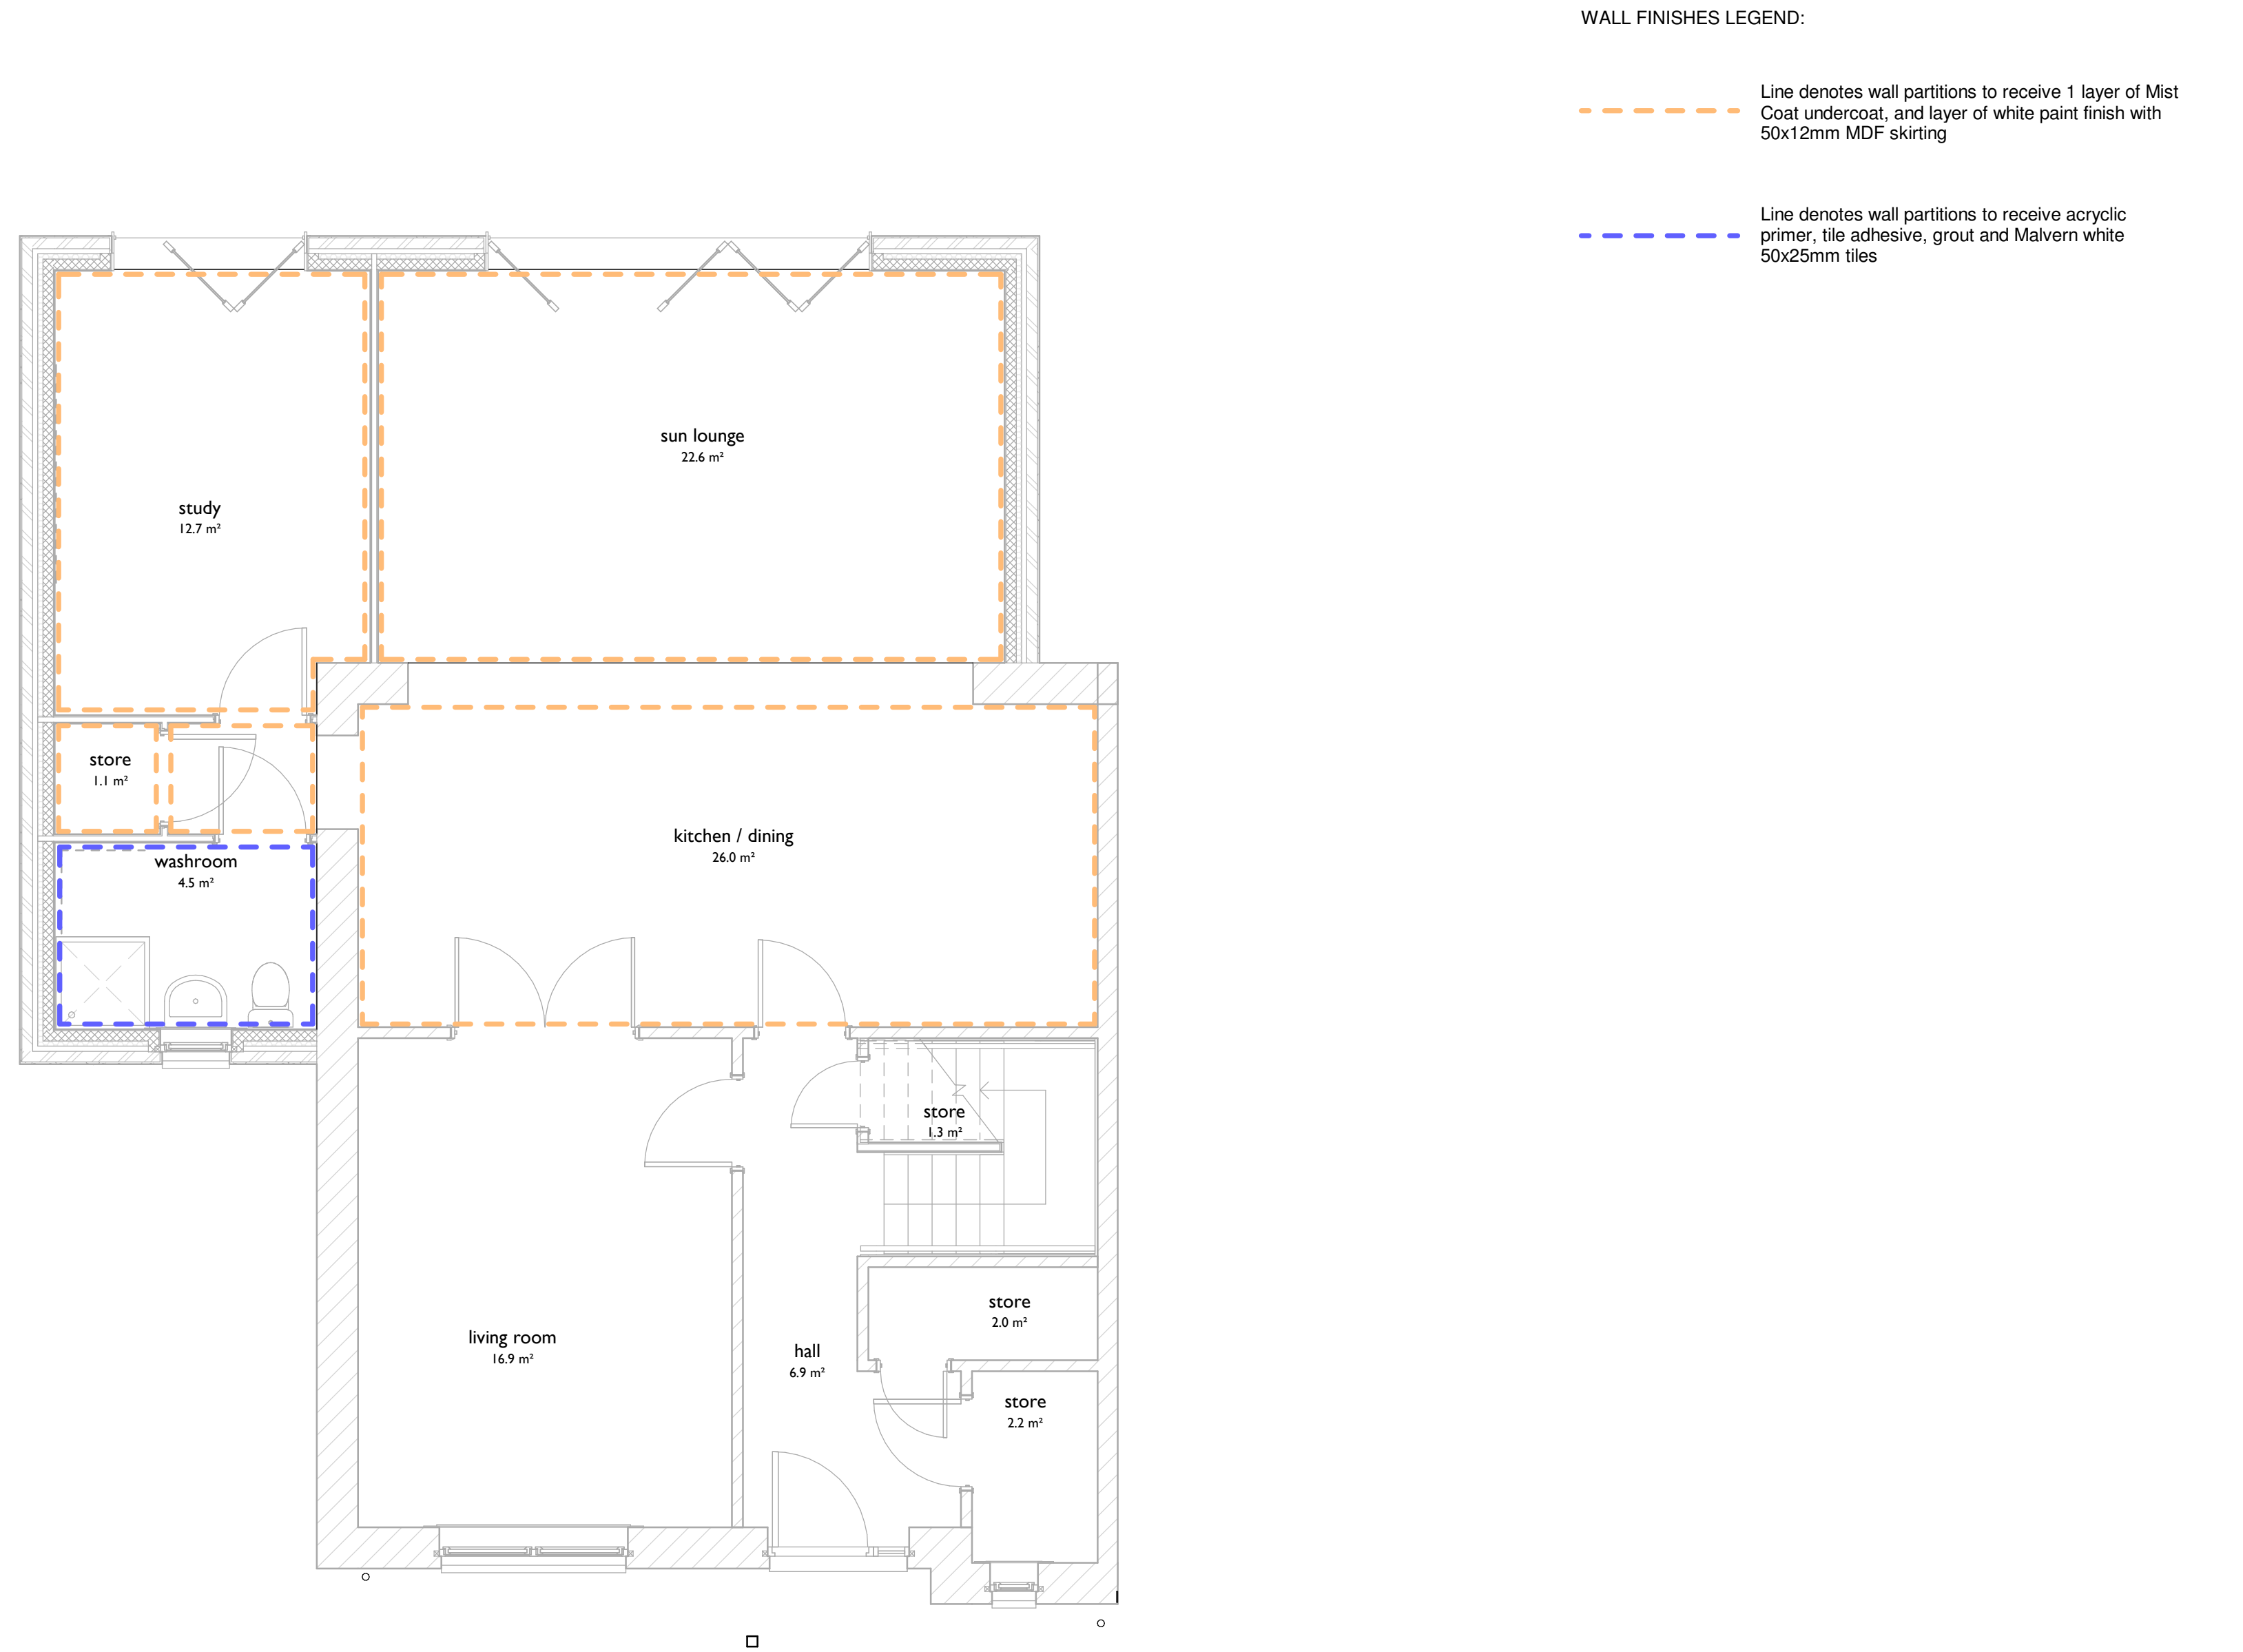 WALL FINISHES LEGEND:
Line denotes wall partitions to receive 1 layer of Mist
Coat undercoat, and layer of white paint finish with
50x12mm MDF skirting
Line denotes wall partitions to receive acryclic
primer, tile adhesive, grout and Malvern white
50x25mm tiles
sun lounge
22.6 m²
study
12.7 m²
store
1.1 m²
kitchen / dining
26.0 m²
washroom
4.5 m²
store
1.3 m²
store
2.0 m²
living room
16.9 m²
hall
6.9 m²
store
2.2 m²